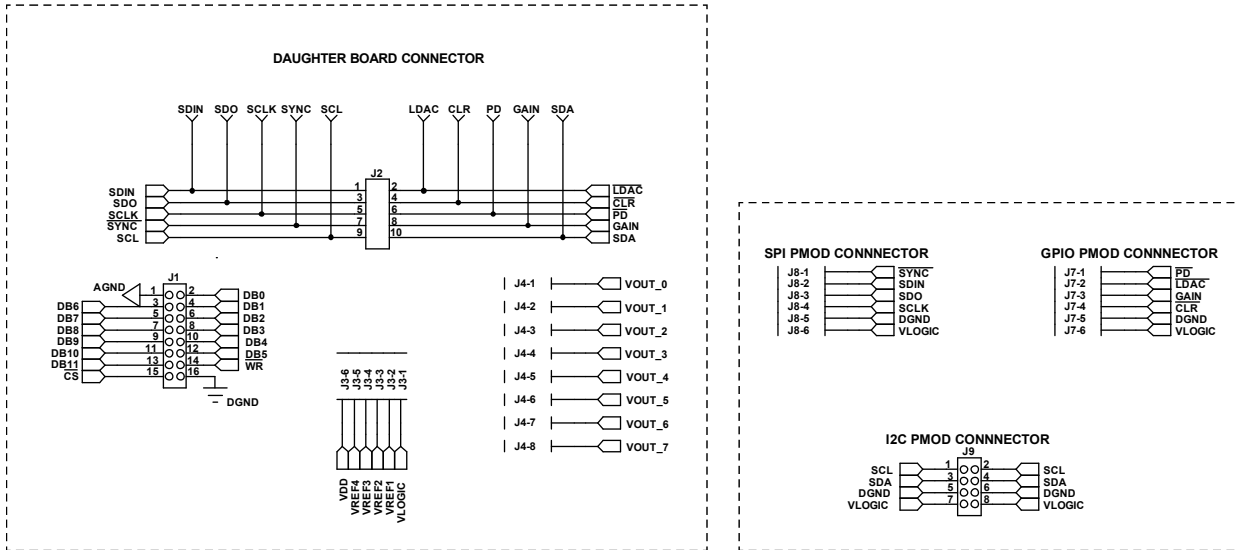 DAUGHTER BOARD CONNECTOR
SDIN SDO SCLK SYNC SCL LDAC CLR PD GAIN SDA
J2
SDIN 1 2 LDAC
SDO 3 4 CLR
SCLK 5 6 PD
SYNC 7 8 GAIN
SCL 9 10 SDA
J1
AGND 1 2 DB0
DB6 3 4 DB1
DB7 5 6 DB2
DB8 7 8 DB3
DB9 9 10 DB4
DB10 11 12 DB5
DB11 13 14 WR
CS 15 16
DGND
J3-6 J3-5 J3-4 J3-3 J3-2 J3-1
VDD VREF4 VREF3 VREF2 VREF1 VLOGIC
J4-1 VOUT_0
J4-2 VOUT_1
J4-3 VOUT_2
J4-4 VOUT_3
J4-5 VOUT_4
J4-6 VOUT_5
J4-7 VOUT_6
J4-8 VOUT_7
SPI PMOD CONNNECTOR
J8-1 SYNC
J8-2 SDIN
J8-3 SDO
J8-4 SCLK
J8-5 DGND
J8-6 VLOGIC
GPIO PMOD CONNNECTOR
J7-1 PD
J7-2 LDAC
J7-3 GAIN
J7-4 CLR
J7-5 DGND
J7-6 VLOGIC
I2C PMOD CONNNECTOR
J9
SCL 1 2 SCL
SDA 3 4 SDA
DGND 5 6 DGND
VLOGIC 7 8 VLOGIC